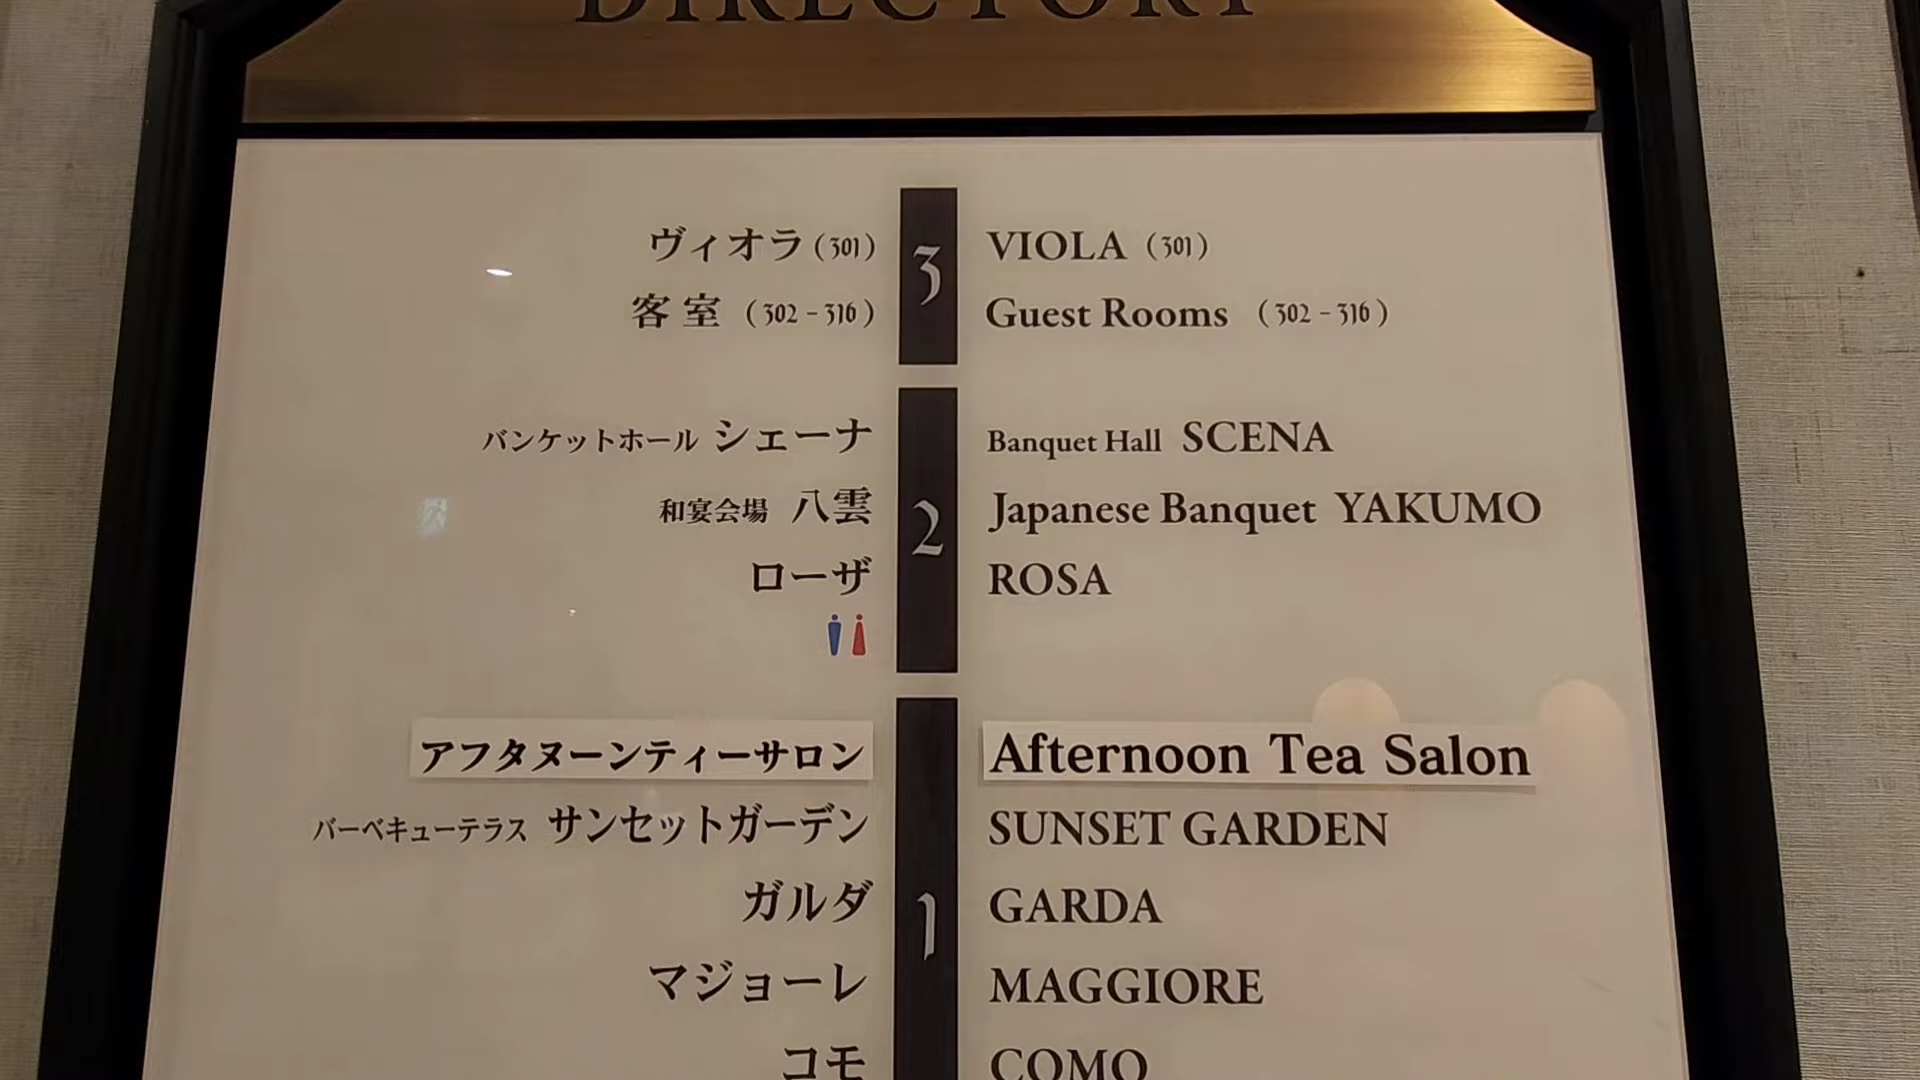 DIRECTORY
ヴィオラ(301) 3 VIOLA (301)
客室 (302-316) Guest Rooms (302-316)
バンケットホール シェーナ 2 Banquet Hall SCENA
和宴会場 八雲 Japanese Banquet YAKUMO
ローザ ROSA
アフタヌーンティーサロン 1 Afternoon Tea Salon
バーベキューテラス サンセットガーデン SUNSET GARDEN
ガルダ GARDA
マジョーレ MAGGIORE
コモ COMO